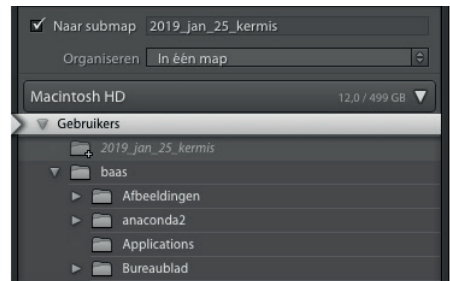 Naar submap 2019_jan_25_kermis
Organiseren In één map
Macintosh HD 12,0 / 499 GB
Gebruikers
2019_jan_25_kermis
baas
Afbeeldingen
anaconda2
Applications
Bureaublad